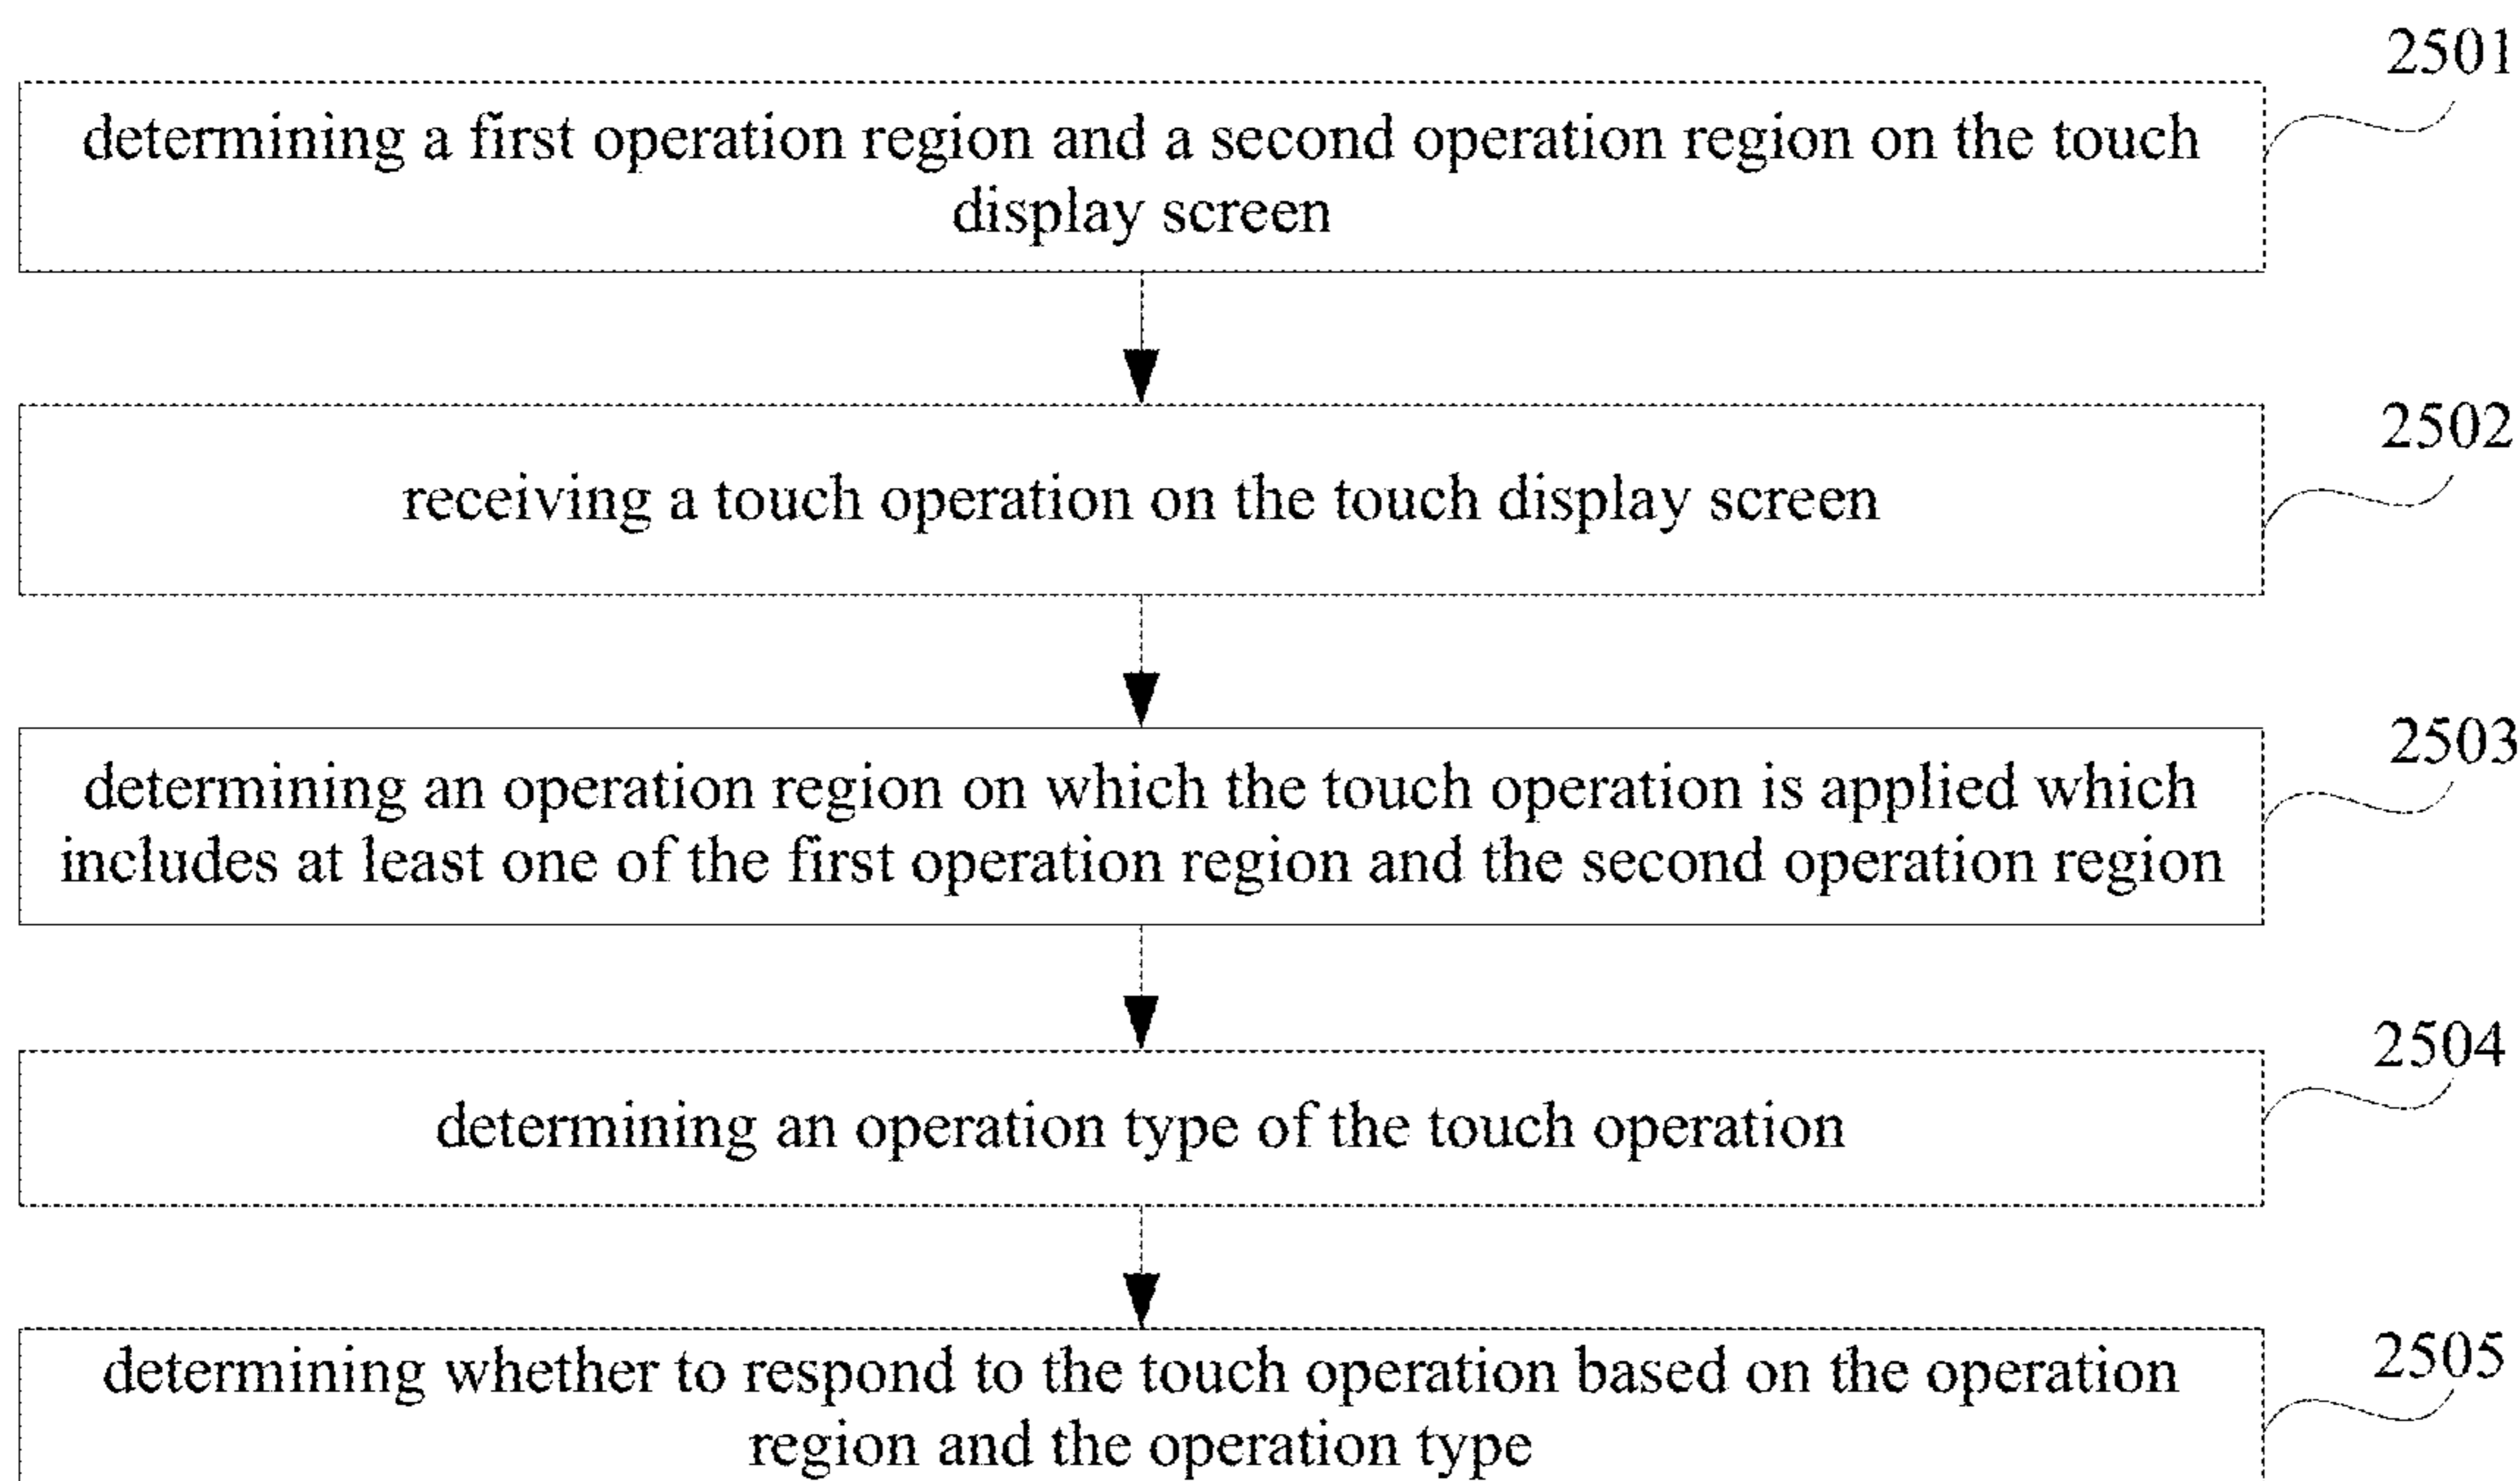 2501
determining a first operation region and a second operation region on the touch
display screen
2502
receiving a touch operation on the touch display screen
2503
determining an operation region on which the touch operation is applied which
includes at least one of the first operation region and the second operation region
2504
determining an operation type of the touch operation
2505
determining whether to respond to the touch operation based on the operation
region and the operation type